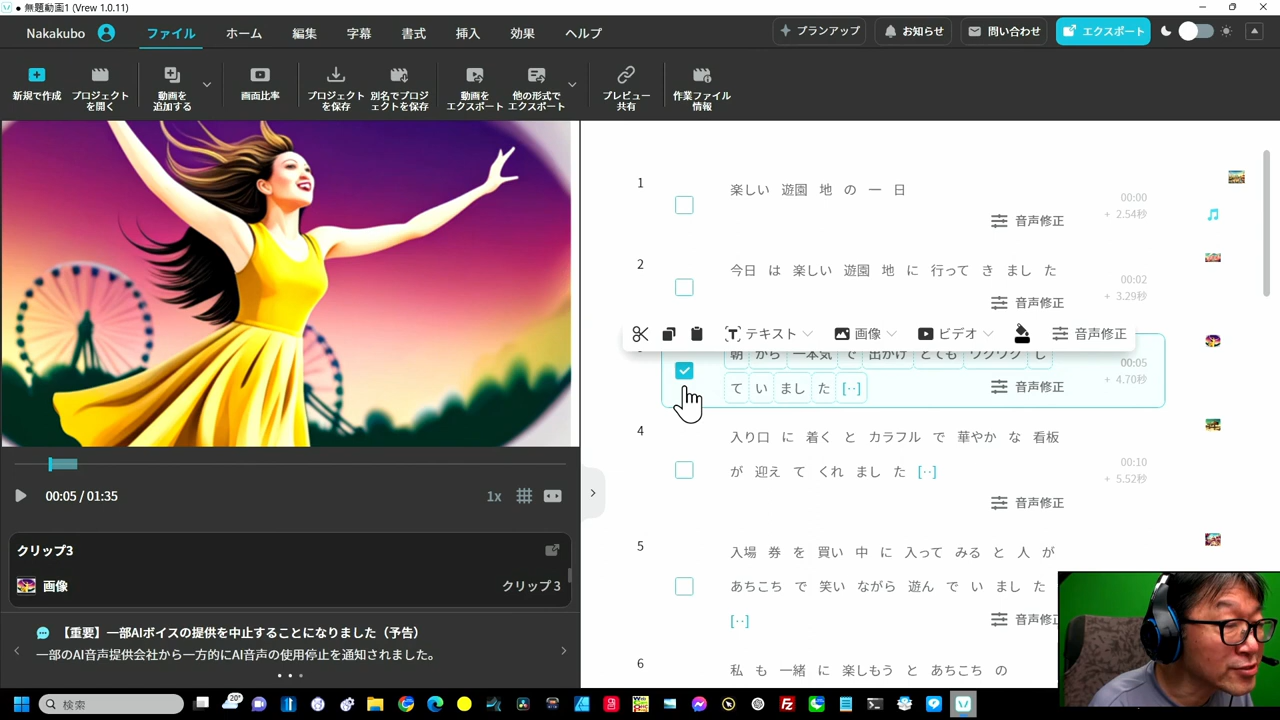 ● 無題動画1 (Vrew 1.0.11)
Nakakubo ファイル ホーム 編集 字幕 書式 挿入 効果 ヘルプ プランアップ お知らせ 問い合わせ エクスポート
新規で作成 プロジェクトを開く 動画を追加する 画面比率 プロジェクトを保存 別名でプロジェクトを保存 動画をエクスポート 他の形式でエクスポート プレビュー共有 作業ファイル情報
1 楽しい 遊園 地 の 一 日
00:00
+ 2.54秒
音声修正
2 今日 は 楽しい 遊園 地 に 行って き まし た
00:02
+ 3.29秒
音声修正
テキスト 画像 ビデオ 音声修正
朝 から 一本気 で 出かけ とても ワクワク し
00:05
+ 4.70秒
て い まし た [··]
音声修正
4 入り口 に 着く と カラフル で 華やか な 看板
が 迎え て くれ まし た [··]
00:10
+ 5.52秒
音声修正
5 入場 券 を 買い 中 に 入って みる と 人 が
あちこち で 笑い ながら 遊ん で い まし た
[··]
音声修正
6 私 も 一緒 に 楽しもう と あちこち の
00:05 / 01:35 1x
クリップ3
画像 クリップ 3
【重要】一部AIボイスの提供を中止することになりました（予告）
一部のAI音声提供会社から一方的にAI音声の使用停止を通知されました。
検索
20°